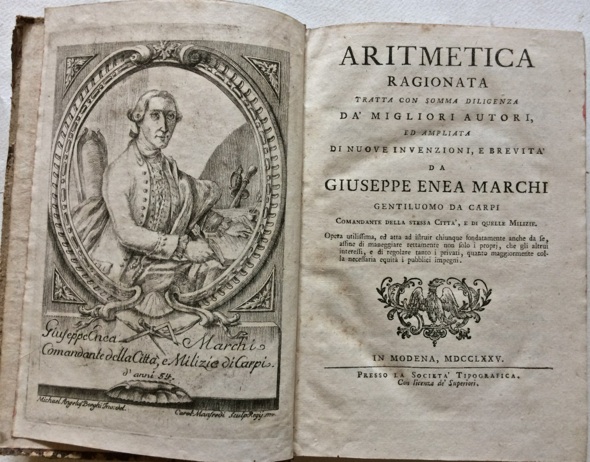 Giuseppe Enea Marchi
Comandante della Città, e Milizie di Carpi.
d'anni 54.
ARITMETICA
RAGIONATA
TRATTA CON SOMMA DILIGENZA
DA' MIGLIORI AUTORI,
ED AMPLIATA
DI NUOVE INVENZIONI, E BREVITA'
DA
GIUSEPPE ENEA MARCHI
GENTILUOMO DA CARPI
COMANDANTE DELLA STESSA CITTA', E DI QUELLE MILIZIE.
Opera utilissima, ed atta ad istruir chiunque fondatamente anche da se,
affine di maneggiare rettamente non solo i propri, che gli altrui
interessi, e di regolare tanto i privati, quanto maggiormente col-
la necessaria equità i pubblici impegni.
IN MODENA, MDCCLXXV.
PRESSO LA SOCIETA' TIPOGRAFICA.
Con licenza de' Superiori.